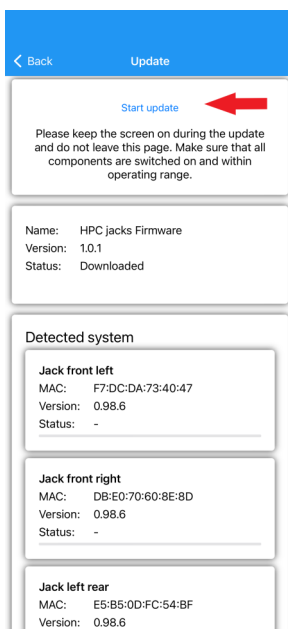 Back
Update
Start update
Please keep the screen on during the update
and do not leave this page. Make sure that all
components are switched on and within
operating range.
Name: HPC jacks Firmware
Version: 1.0.1
Status: Downloaded
Detected system
Jack front left
MAC: F7:DC:DA:73:40:47
Version: 0.98.6
Status: -
Jack front right
MAC: DB:E0:70:60:8E:8D
Version: 0.98.6
Status: -
Jack left rear
MAC: E5:B5:0D:FC:54:BF
Version: 0.98.6